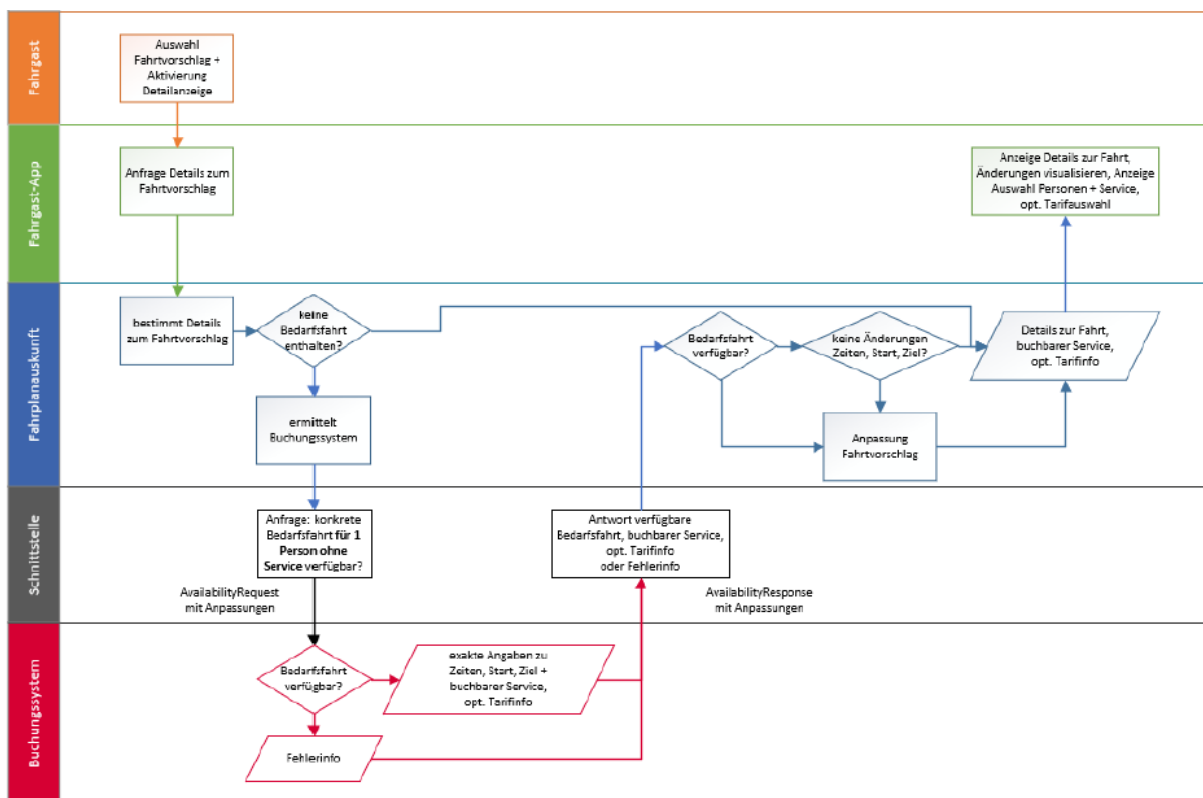 Fahrgast
Auswahl
Fahrtvorschlag +
Aktivierung
Detailanzeige
Fahrgast-App
Anfrage Details zum
Fahrtvorschlag
Anzeige Details zur Fahrt,
Änderungen visualisieren, Anzeige
Auswahl Personen + Service,
opt. Tarifauswahl
Fahrplanauskunft
bestimmt Details
zum Fahrtvorschlag
keine
Bedarfsfahrt
enthalten?
ermittelt
Buchungssystem
Bedarfsfahrt
verfügbar?
keine Änderungen
Zeiten, Start, Ziel?
Anpassung
Fahrtvorschlag
Details zur Fahrt,
buchbarer Service,
opt. Tarifinfo
Schnittstelle
Anfrage: konkrete
Bedarfsfahrt für 1
Person ohne
Service verfügbar?
AvailabilityRequest
mit Anpassungen
Antwort verfügbare
Bedarfsfahrt, buchbarer Service,
opt. Tarifinfo
oder Fehlerinfo
AvailabilityResponse
mit Anpassungen
Buchungssystem
Bedarfsfahrt
verfügbar?
exakte Angaben zu
Zeiten, Start, Ziel +
buchbarer Service,
opt. Tarifinfo
Fehlerinfo